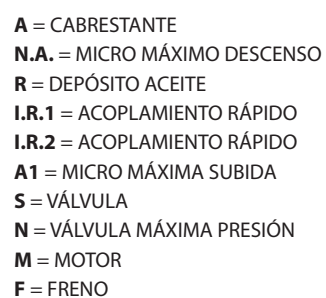 A = CABRESTANTE
N.A. = MICRO MÁXIMO DESCENSO
R = DEPÓSITO ACEITE
I.R.1 = ACOPLAMIENTO RÁPIDO
I.R.2 = ACOPLAMIENTO RÁPIDO
A1 = MICRO MÁXIMA SUBIDA
S = VÁLVULA
N = VÁLVULA MÁXIMA PRESIÓN
M = MOTOR
F = FRENO